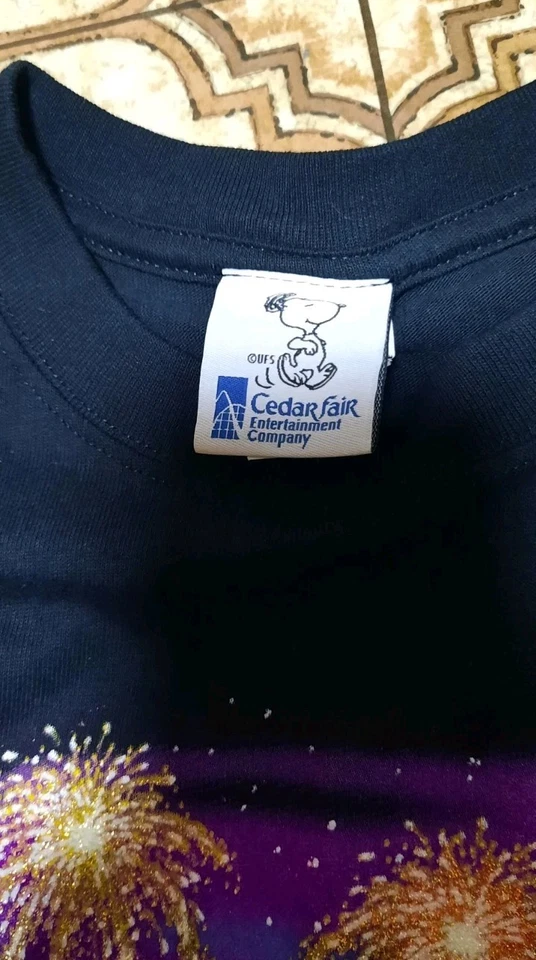 ©UFS
Cedar Fair
Entertainment
Company